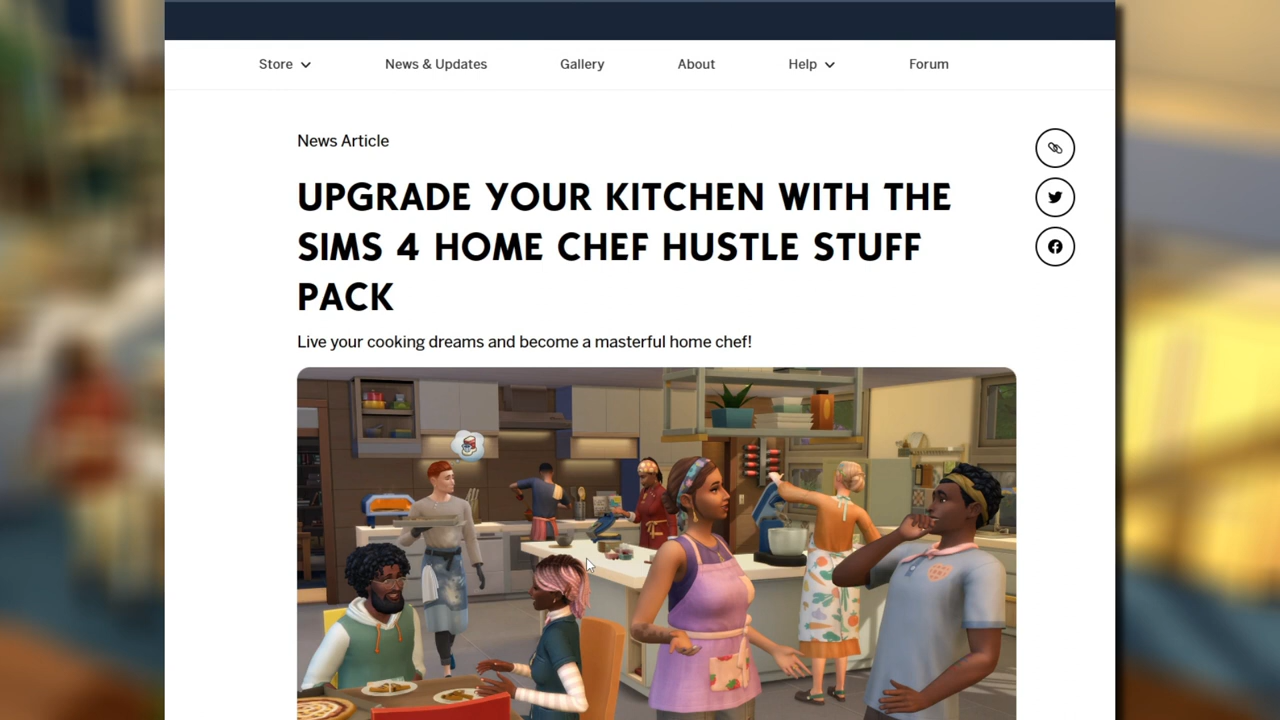 Store
News & Updates
Gallery
About
Help
Forum
News Article
UPGRADE YOUR KITCHEN WITH THE
SIMS 4 HOME CHEF HUSTLE STUFF
PACK
Live your cooking dreams and become a masterful home chef!